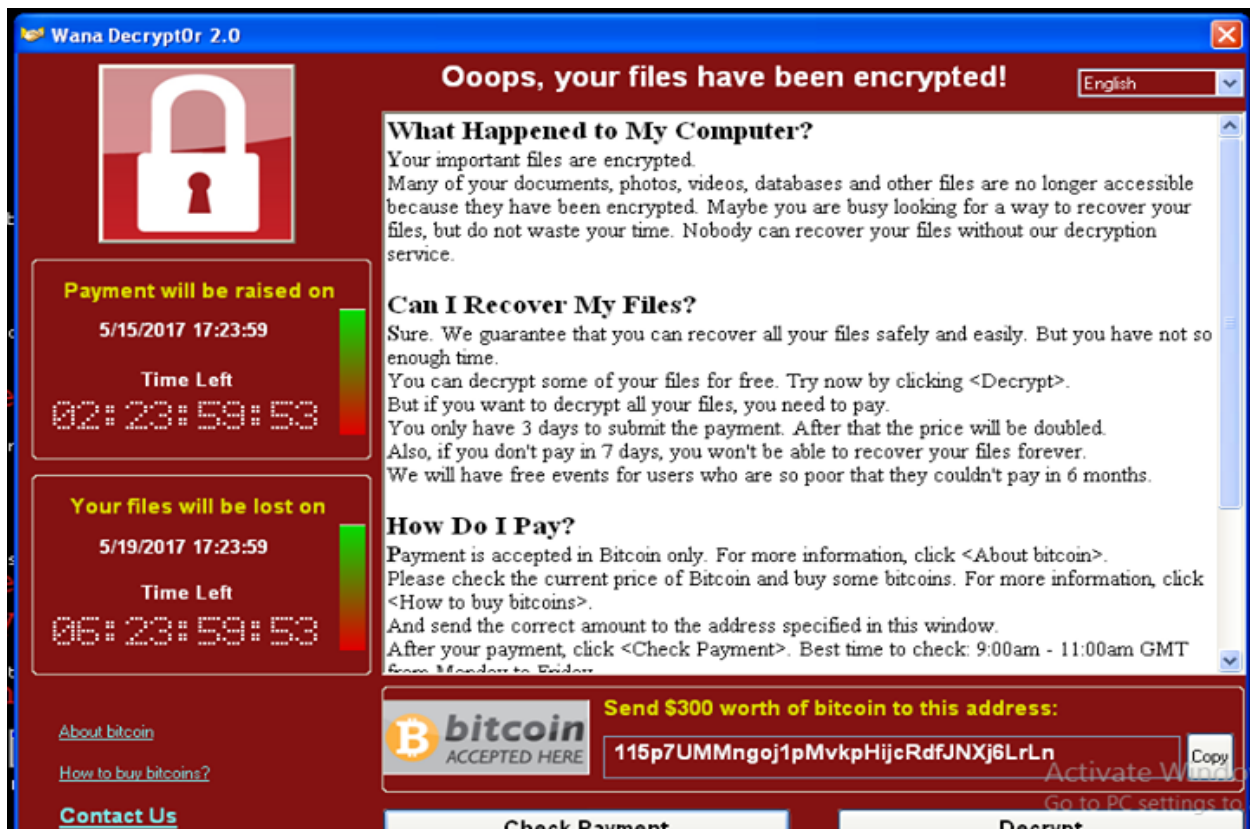 Wana Decrypt0r 2.0
Ooops, your files have been encrypted!
English
What Happened to My Computer?
Your important files are encrypted.
Many of your documents, photos, videos, databases and other files are no longer accessible
because they have been encrypted. Maybe you are busy looking for a way to recover your
files, but do not waste your time. Nobody can recover your files without our decryption
service.
Can I Recover My Files?
Sure. We guarantee that you can recover all your files safely and easily. But you have not so
enough time.
You can decrypt some of your files for free. Try now by clicking <Decrypt>.
But if you want to decrypt all your files, you need to pay.
You only have 3 days to submit the payment. After that the price will be doubled.
Also, if you don't pay in 7 days, you won't be able to recover your files forever.
We will have free events for users who are so poor that they couldn't pay in 6 months.
How Do I Pay?
Payment is accepted in Bitcoin only. For more information, click <About bitcoin>.
Please check the current price of Bitcoin and buy some bitcoins. For more information, click
<How to buy bitcoins>.
And send the correct amount to the address specified in this window.
After your payment, click <Check Payment>. Best time to check: 9:00am - 11:00am GMT
from Monday to Friday
Payment will be raised on
5/15/2017 17:23:59
Time Left
02:23:59:53
Your files will be lost on
5/19/2017 17:23:59
Time Left
06:23:59:53
About bitcoin
How to buy bitcoins?
Contact Us
bitcoin
ACCEPTED HERE
Send $300 worth of bitcoin to this address:
115p7UMMngoj1pMvkpHijcRdfJNXj6LrLn
Copy
Check Payment
Decrypt
Activate Windo
Go to PC settings to